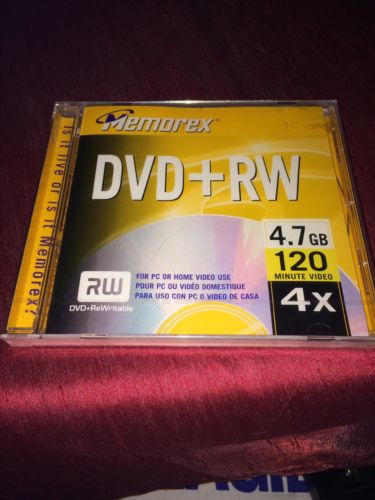 Memorex
DVD+RW
4.7 GB
120
MINUTE VIDEO
4x
RW
DVD+ReWritable
FOR PC OR HOME VIDEO USE
POUR PC OU VIDÉO DOMESTIQUE
PARA USO CON PC O VIDEO DE CASA
Is it live or is it Memorex?